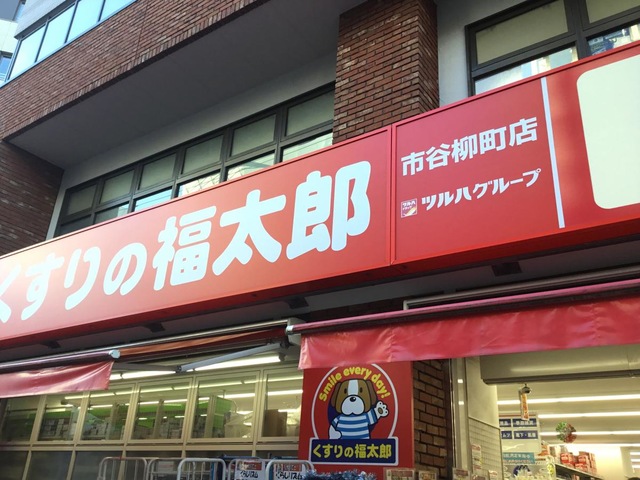 くすりの福太郎
市谷柳町店
ツルハグループ
Smile every day!
くすりの福太郎